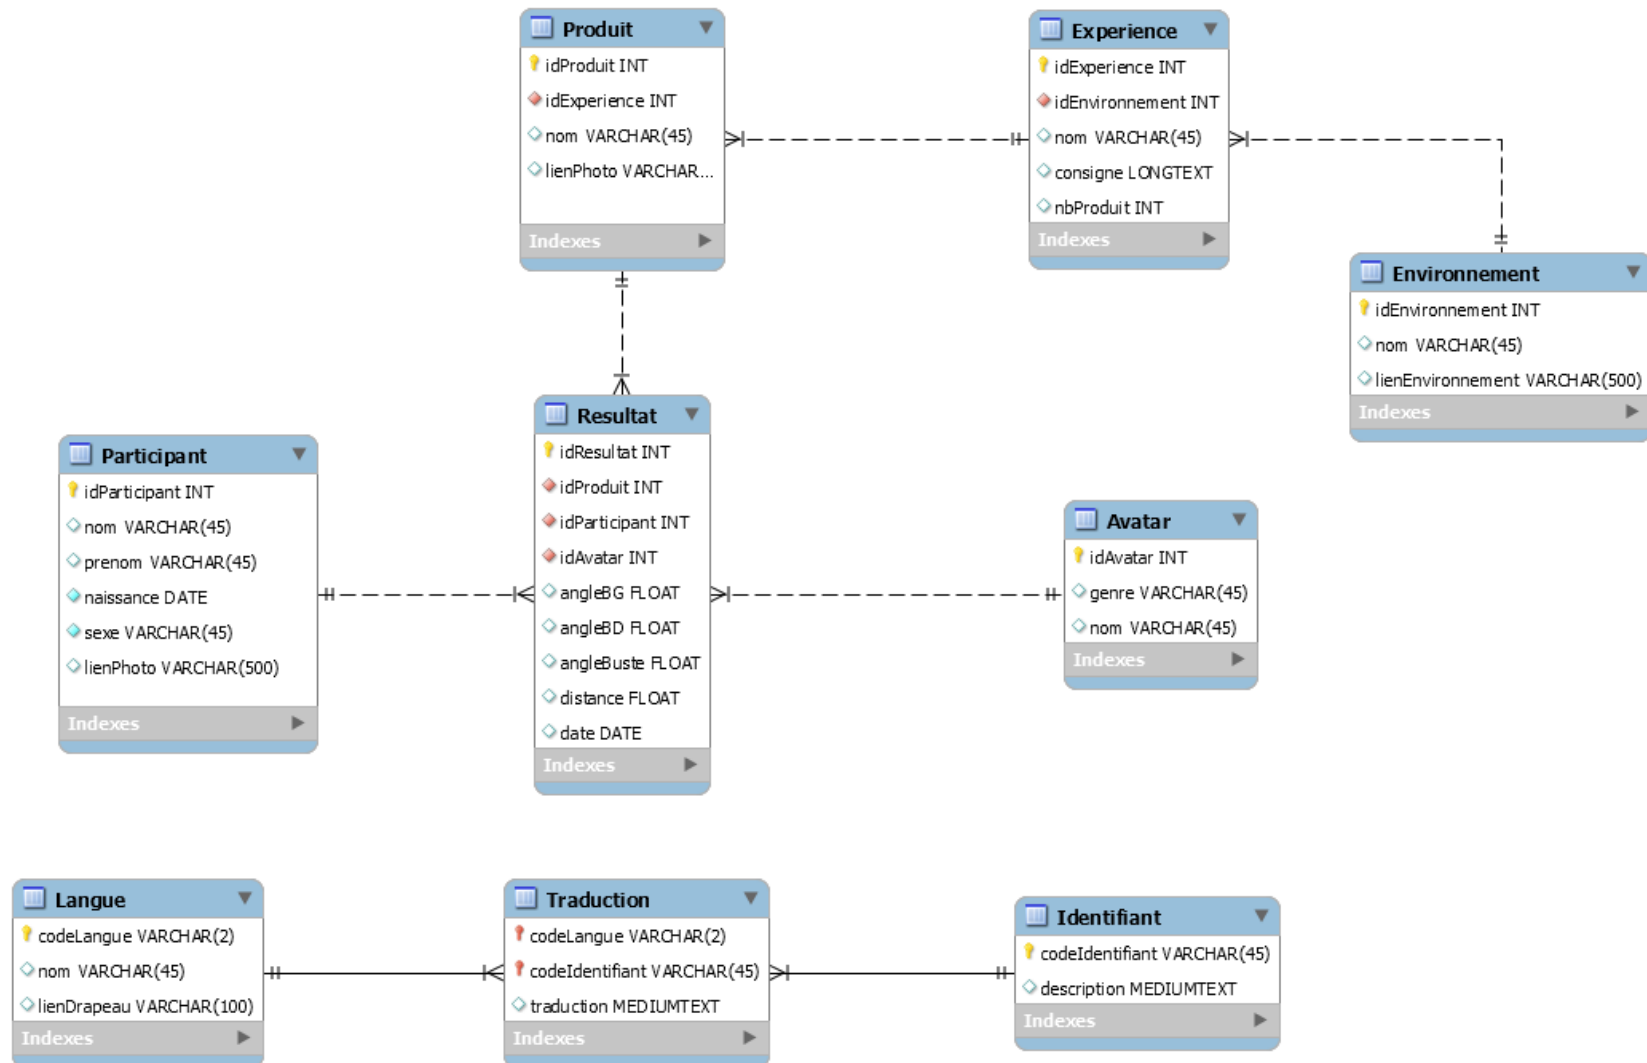 Produit
idProduit INT
idExperience INT
nom VARCHAR(45)
lienPhoto VARCHAR...
Indexes
Experience
idExperience INT
idEnvironnement INT
nom VARCHAR(45)
consigne LONGTEXT
nbProduit INT
Indexes
Environnement
idEnvironnement INT
nom VARCHAR(45)
lienEnvironnement VARCHAR(500)
Indexes
Participant
idParticipant INT
nom VARCHAR(45)
prenom VARCHAR(45)
naissance DATE
sexe VARCHAR(45)
lienPhoto VARCHAR(500)
Indexes
Resultat
idResultat INT
idProduit INT
idParticipant INT
idAvatar INT
angleBG FLOAT
angleBD FLOAT
angleBuste FLOAT
distance FLOAT
date DATE
Indexes
Avatar
idAvatar INT
genre VARCHAR(45)
nom VARCHAR(45)
Indexes
Langue
codeLangue VARCHAR(2)
nom VARCHAR(45)
lienDrapeau VARCHAR(100)
Indexes
Traduction
codeLangue VARCHAR(2)
codeIdentifiant VARCHAR(45)
traduction MEDIUMTEXT
Indexes
Identifiant
codeIdentifiant VARCHAR(45)
description MEDIUMTEXT
Indexes